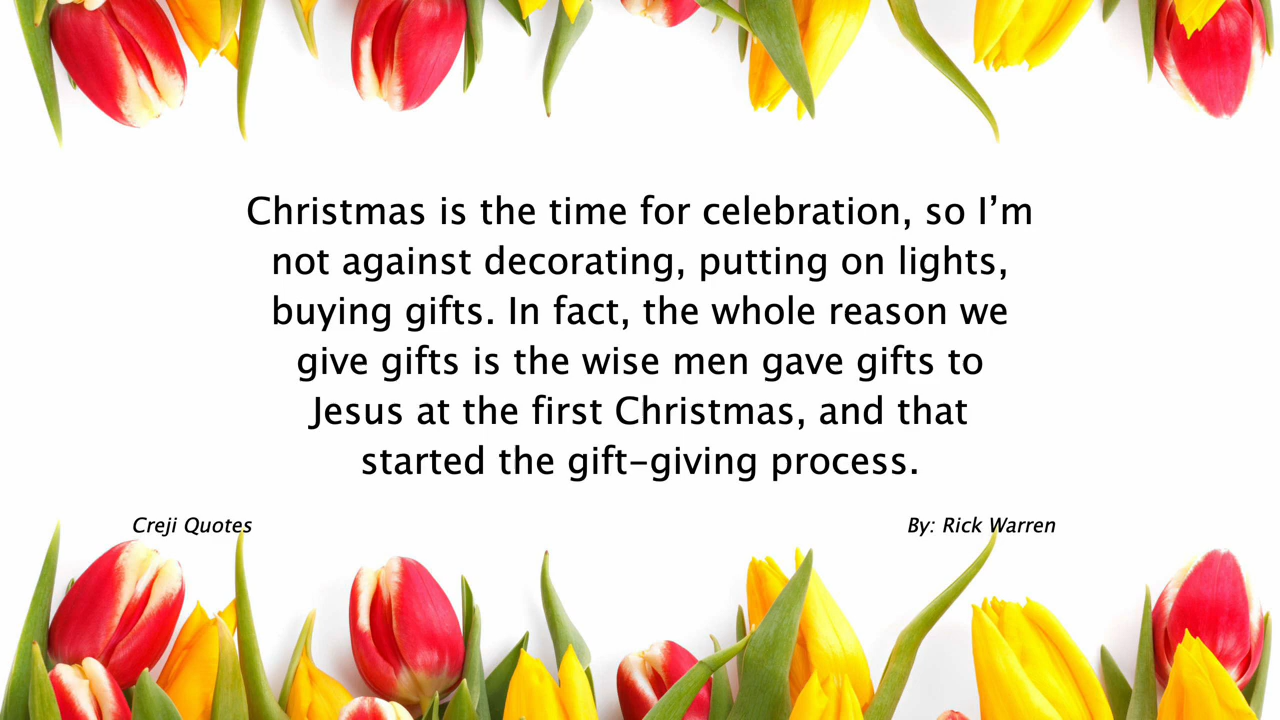 Christmas is the time for celebration, so I’m
not against decorating, putting on lights,
buying gifts. In fact, the whole reason we
give gifts is the wise men gave gifts to
Jesus at the first Christmas, and that
started the gift-giving process.
Creji Quotes
By: Rick Warren